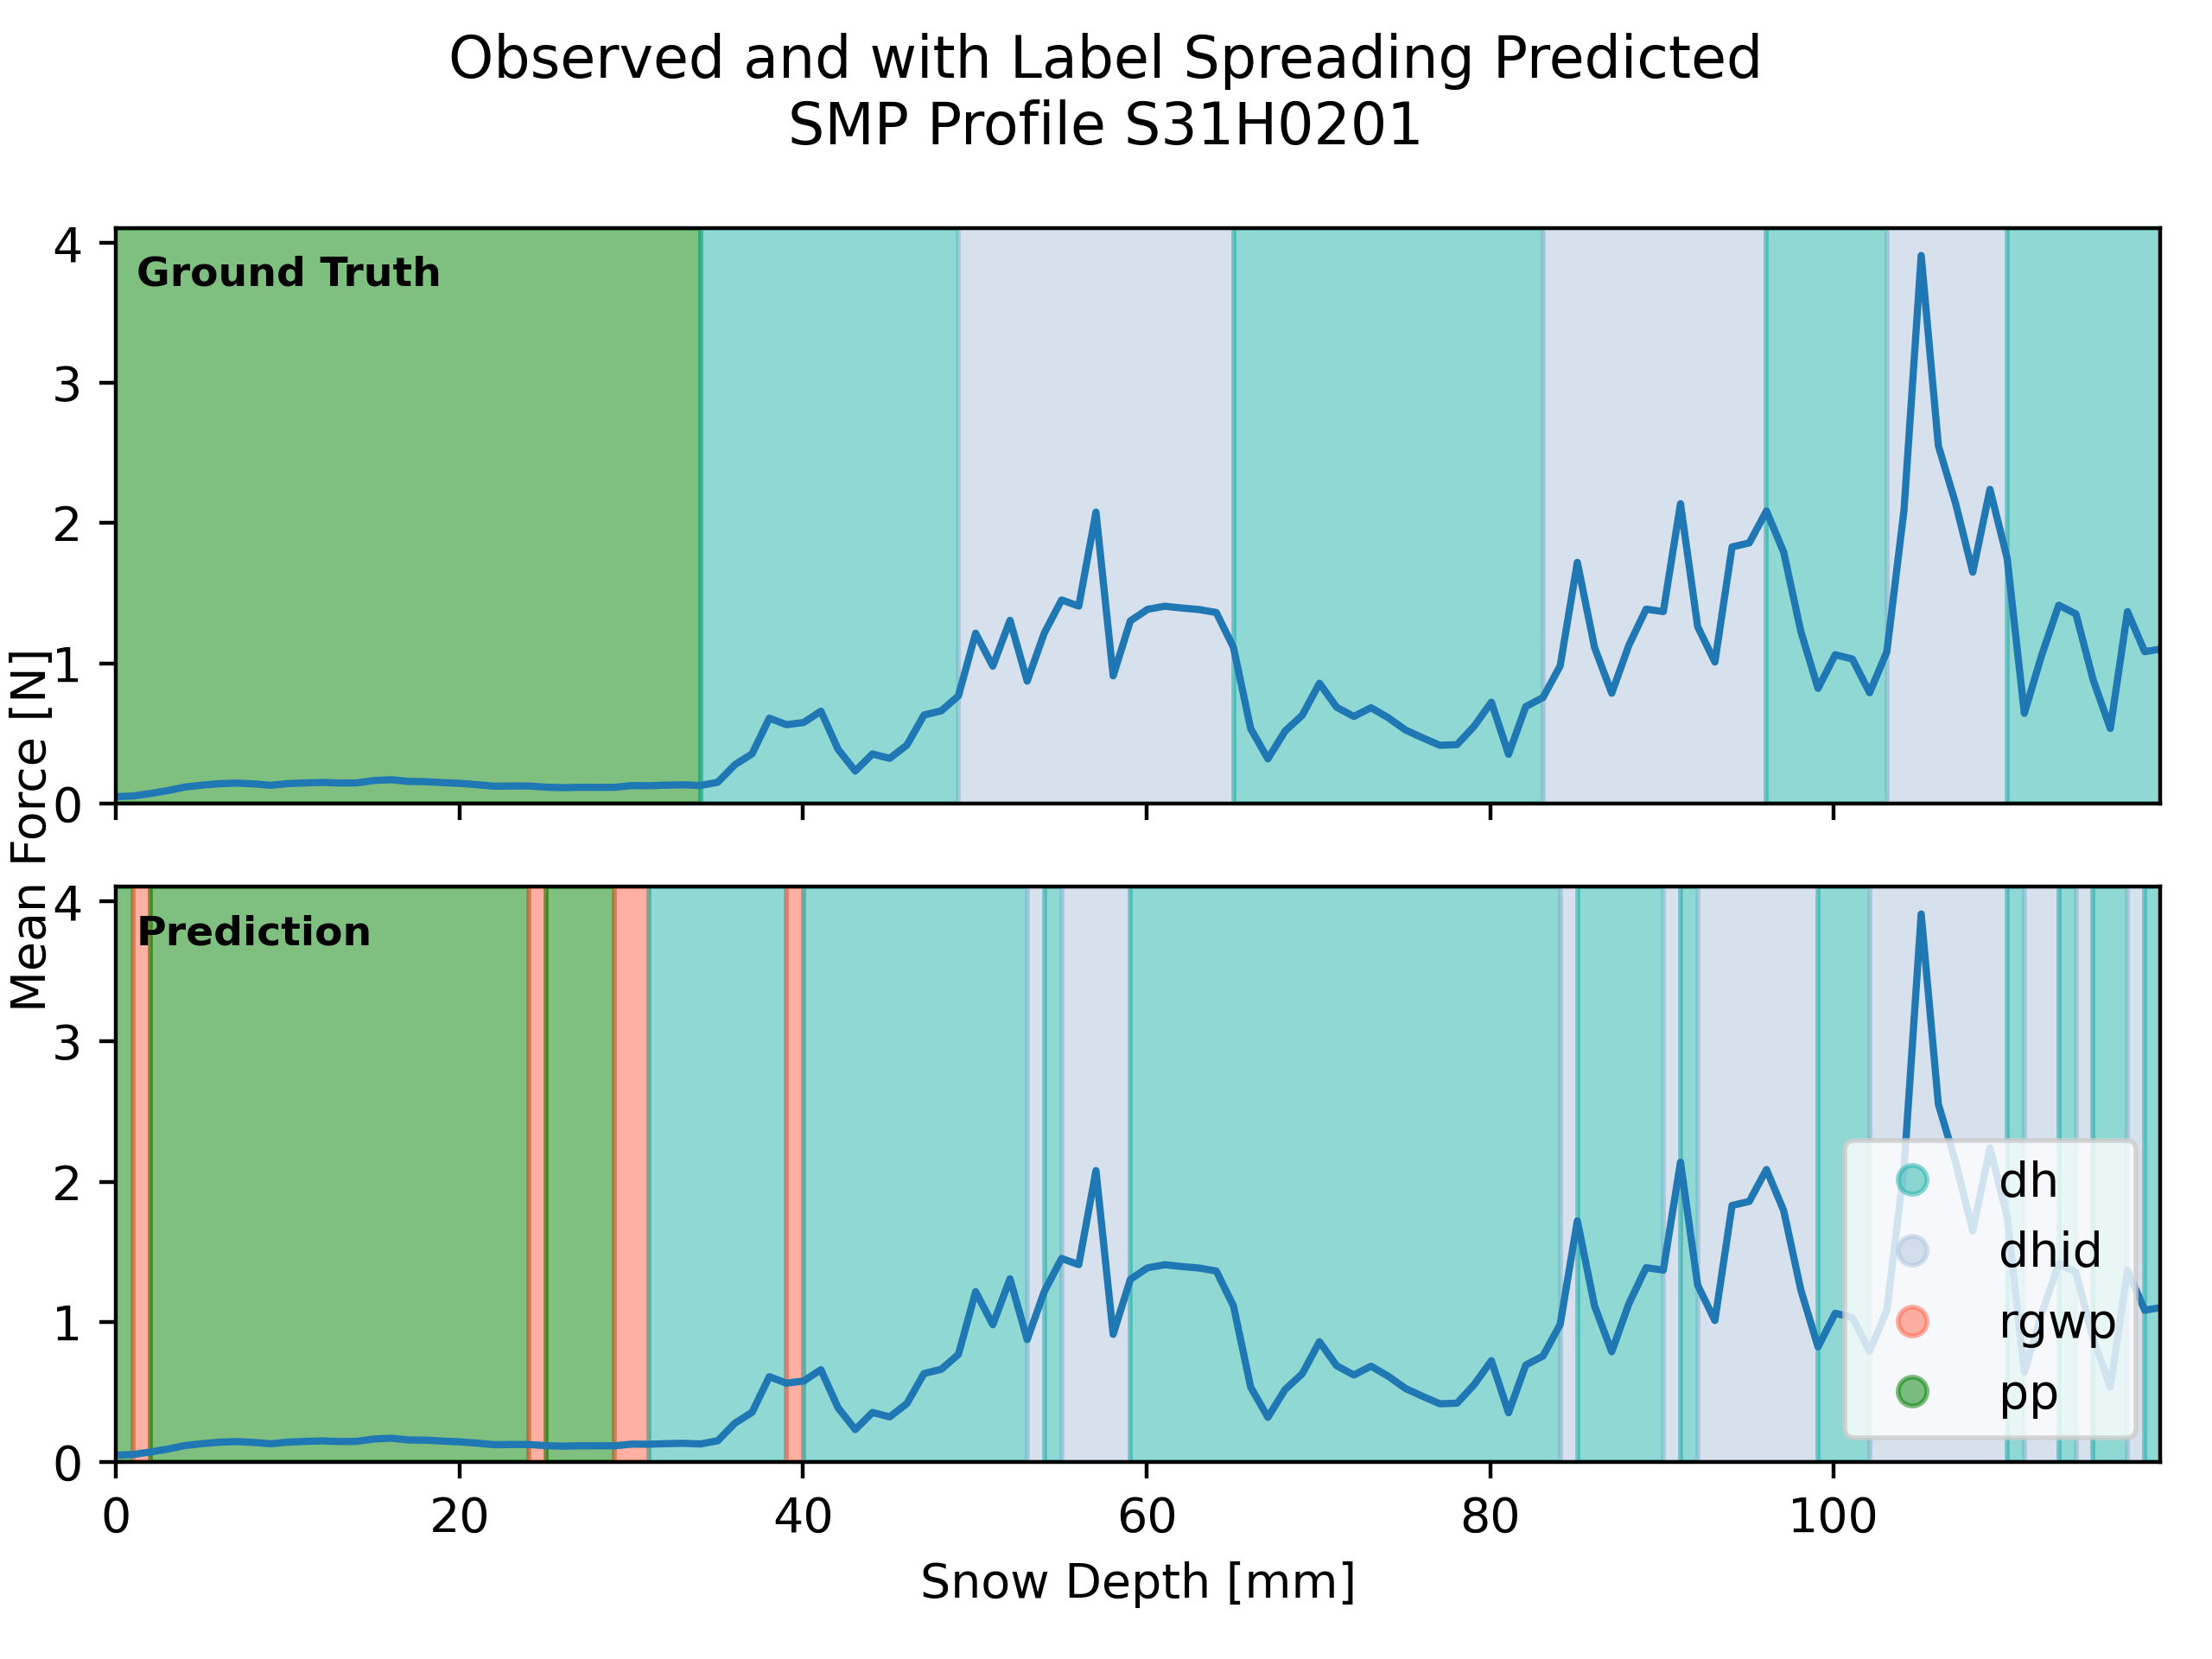 Observed and with Label Spreading Predicted
SMP Profile S31H0201
Mean Force [N]
4
3
2
1
0
Ground Truth
4
3
2
1
0
Prediction
dh
dhid
rgwp
pp
0 20 40 60 80 100
Snow Depth [mm]